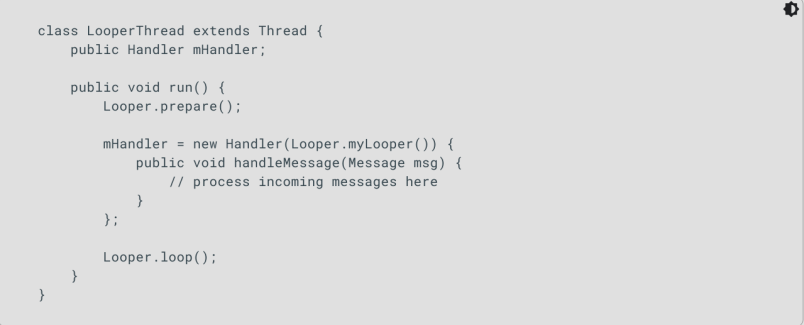 class LooperThread extends Thread {
    public Handler mHandler;

    public void run() {
        Looper.prepare();

        mHandler = new Handler(Looper.myLooper()) {
            public void handleMessage(Message msg) {
                // process incoming messages here
            }
        };

        Looper.loop();
    }
}